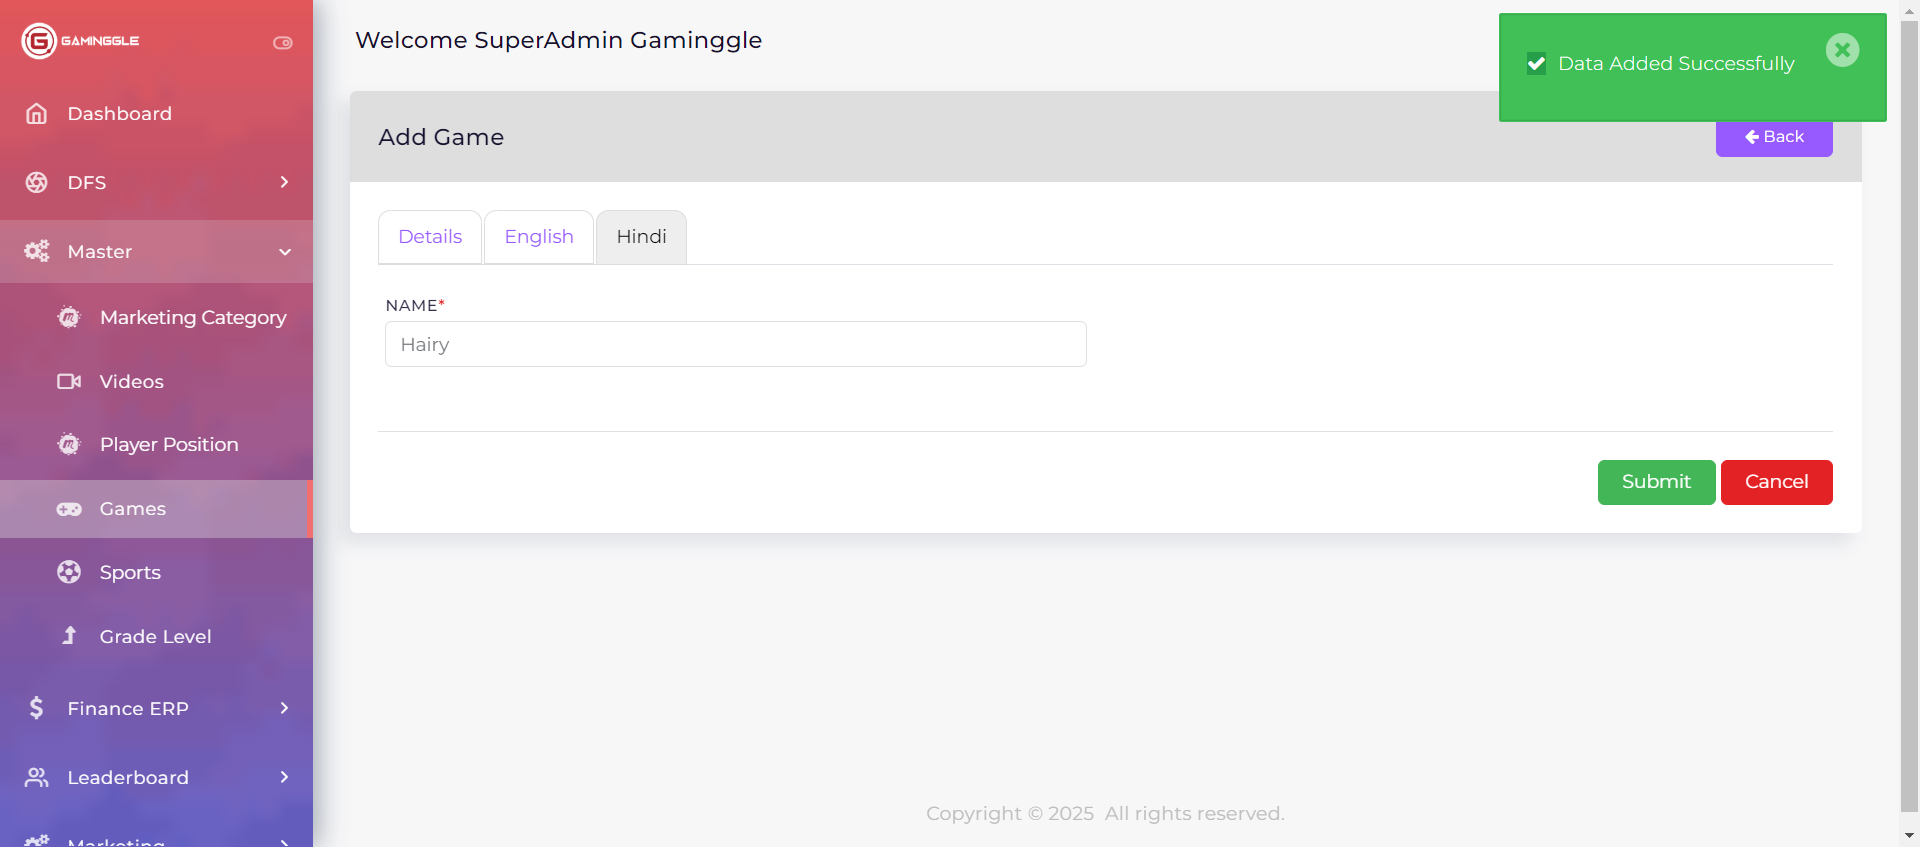 GAMINGGLE
Welcome SuperAdmin Gaminggle
Data Added Successfully
Dashboard
DFS
Master
Marketing Category
Videos
Player Position
Games
Sports
Grade Level
Finance ERP
Leaderboard
Marketing
Add Game
Back
Details
English
Hindi
NAME*
Hairy
Submit
Cancel
Copyright © 2025 All rights reserved.